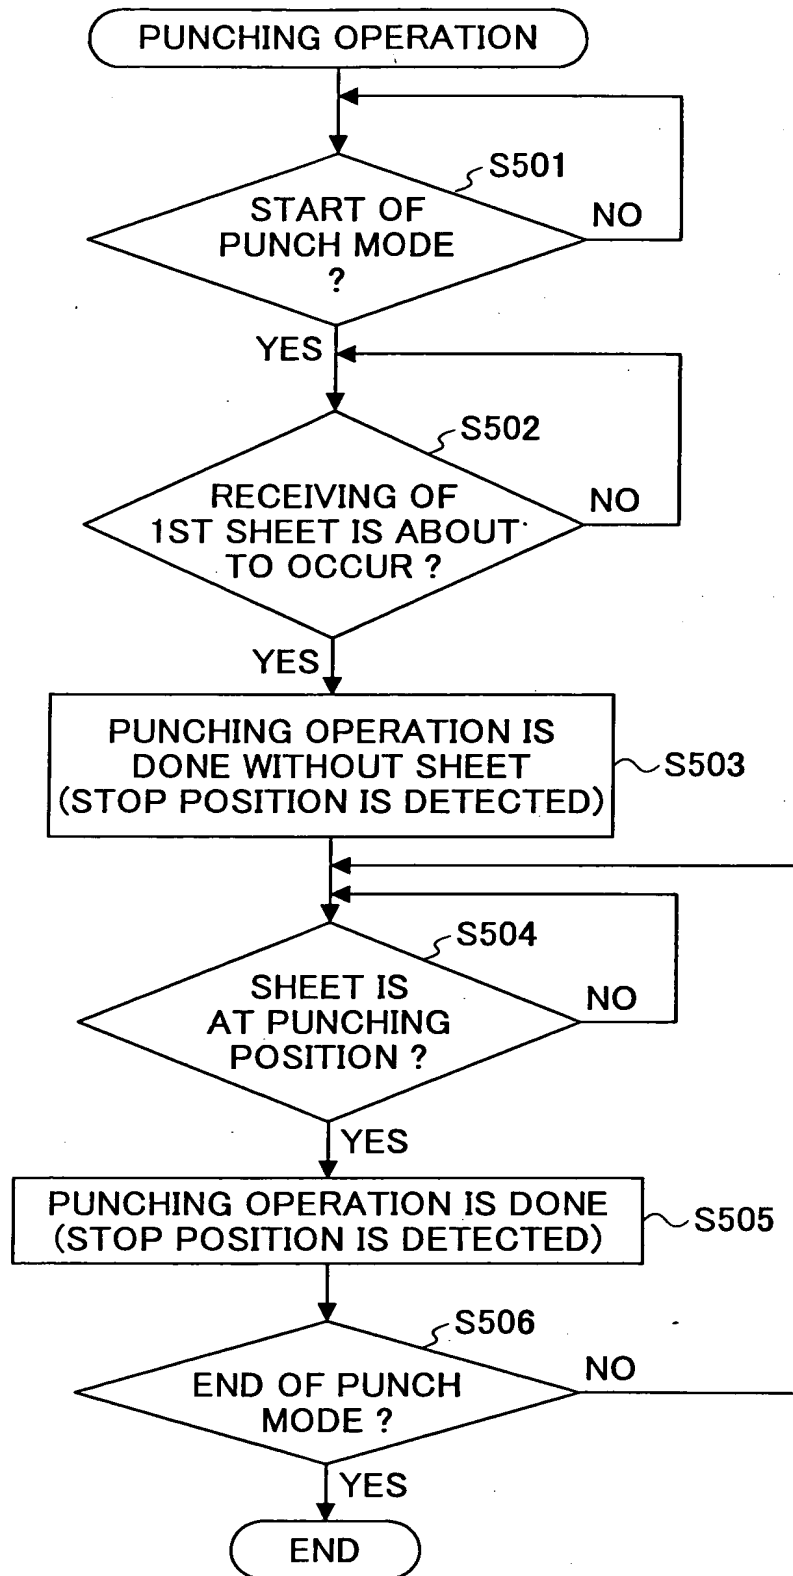 PUNCHING OPERATION
S501
START OF
PUNCH MODE
?
NO
YES
S502
RECEIVING OF
1ST SHEET IS ABOUT
TO OCCUR ?
NO
YES
PUNCHING OPERATION IS
DONE WITHOUT SHEET
(STOP POSITION IS DETECTED)
S503
S504
SHEET IS
AT PUNCHING
POSITION ?
NO
YES
PUNCHING OPERATION IS DONE
(STOP POSITION IS DETECTED)
S505
S506
END OF PUNCH
MODE ?
NO
YES
END